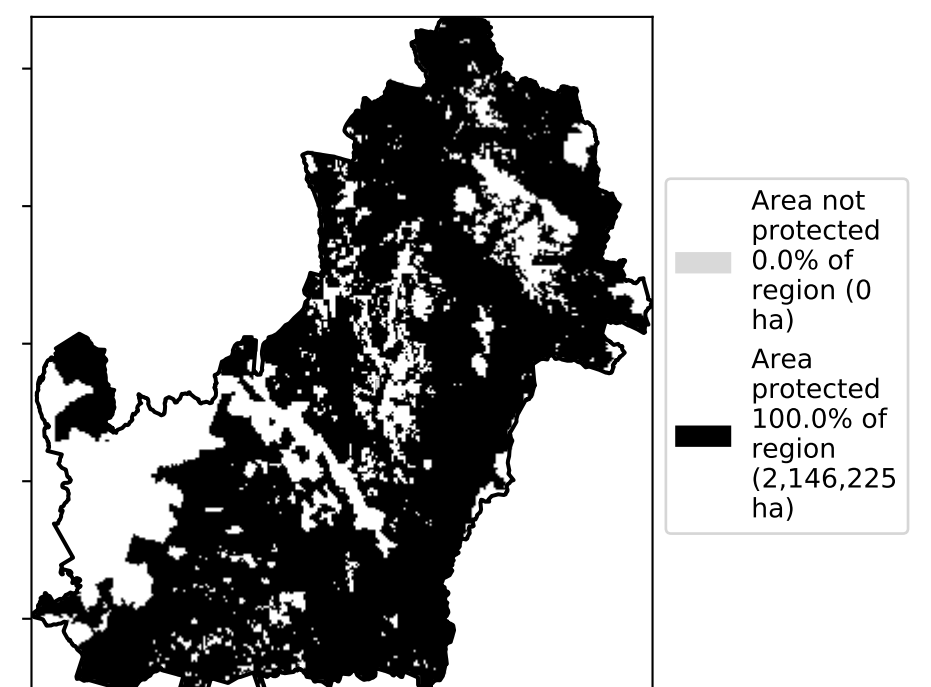 Area not
protected
0.0% of
region (0
ha)
Area
protected
100.0% of
region
(2,146,225
ha)